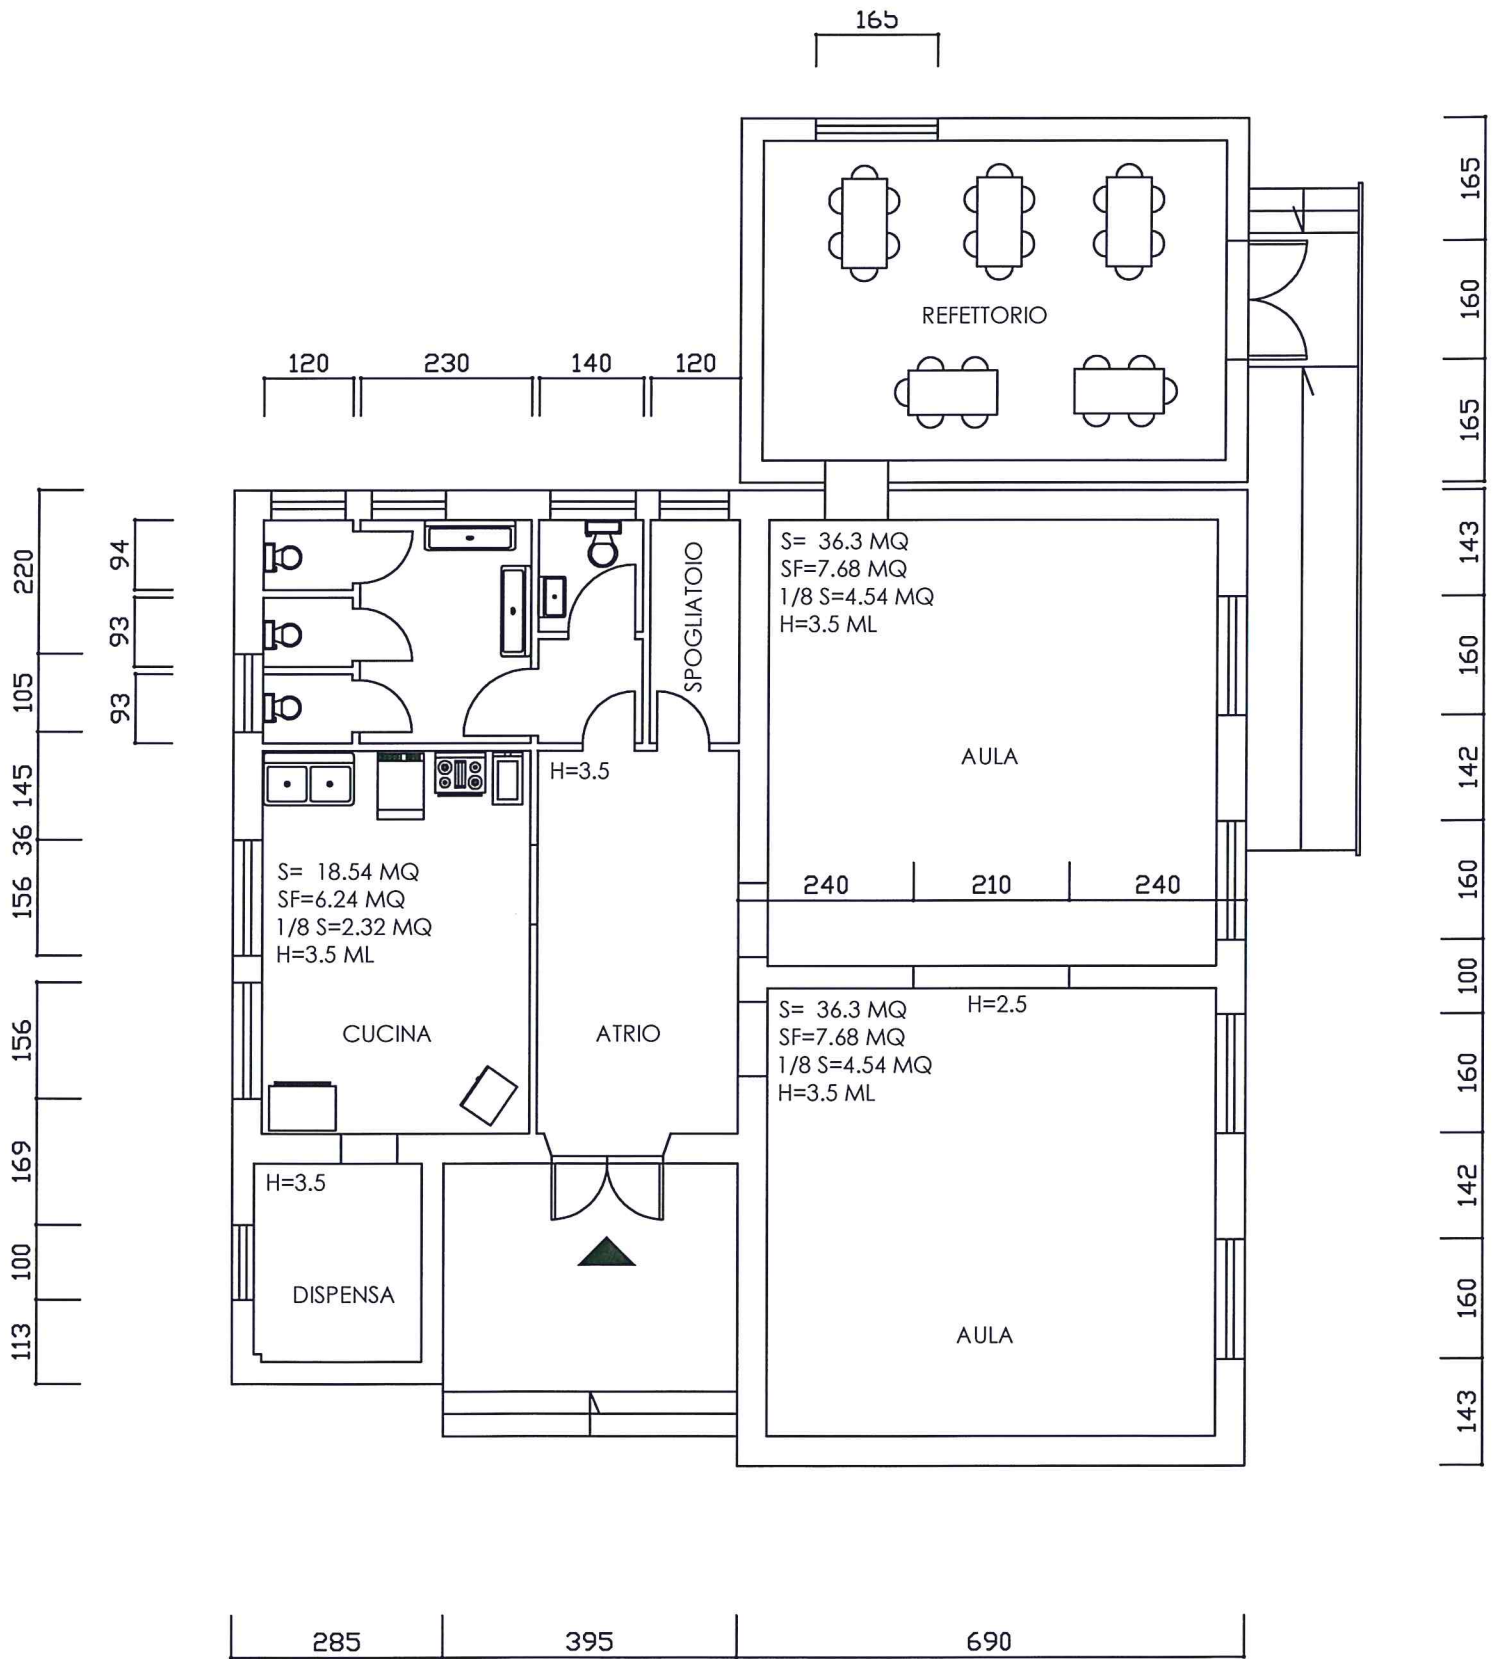 165
165
160
165
REFETTORIO
120
230
140
120
220
105
145
36
156
156
169
100
113
94
93
93
SPOGLIATOIO
S= 36.3 MQ
SF=7.68 MQ
1/8 S=4.54 MQ
H=3.5 ML
AULA
143
160
142
160
100
160
142
160
143
H=3.5
S= 18.54 MQ
SF=6.24 MQ
1/8 S=2.32 MQ
H=3.5 ML
240
210
240
CUCINA
ATRIO
S= 36.3 MQ
SF=7.68 MQ
1/8 S=4.54 MQ
H=3.5 ML
H=2.5
H=3.5
DISPENSA
AULA
285
395
690